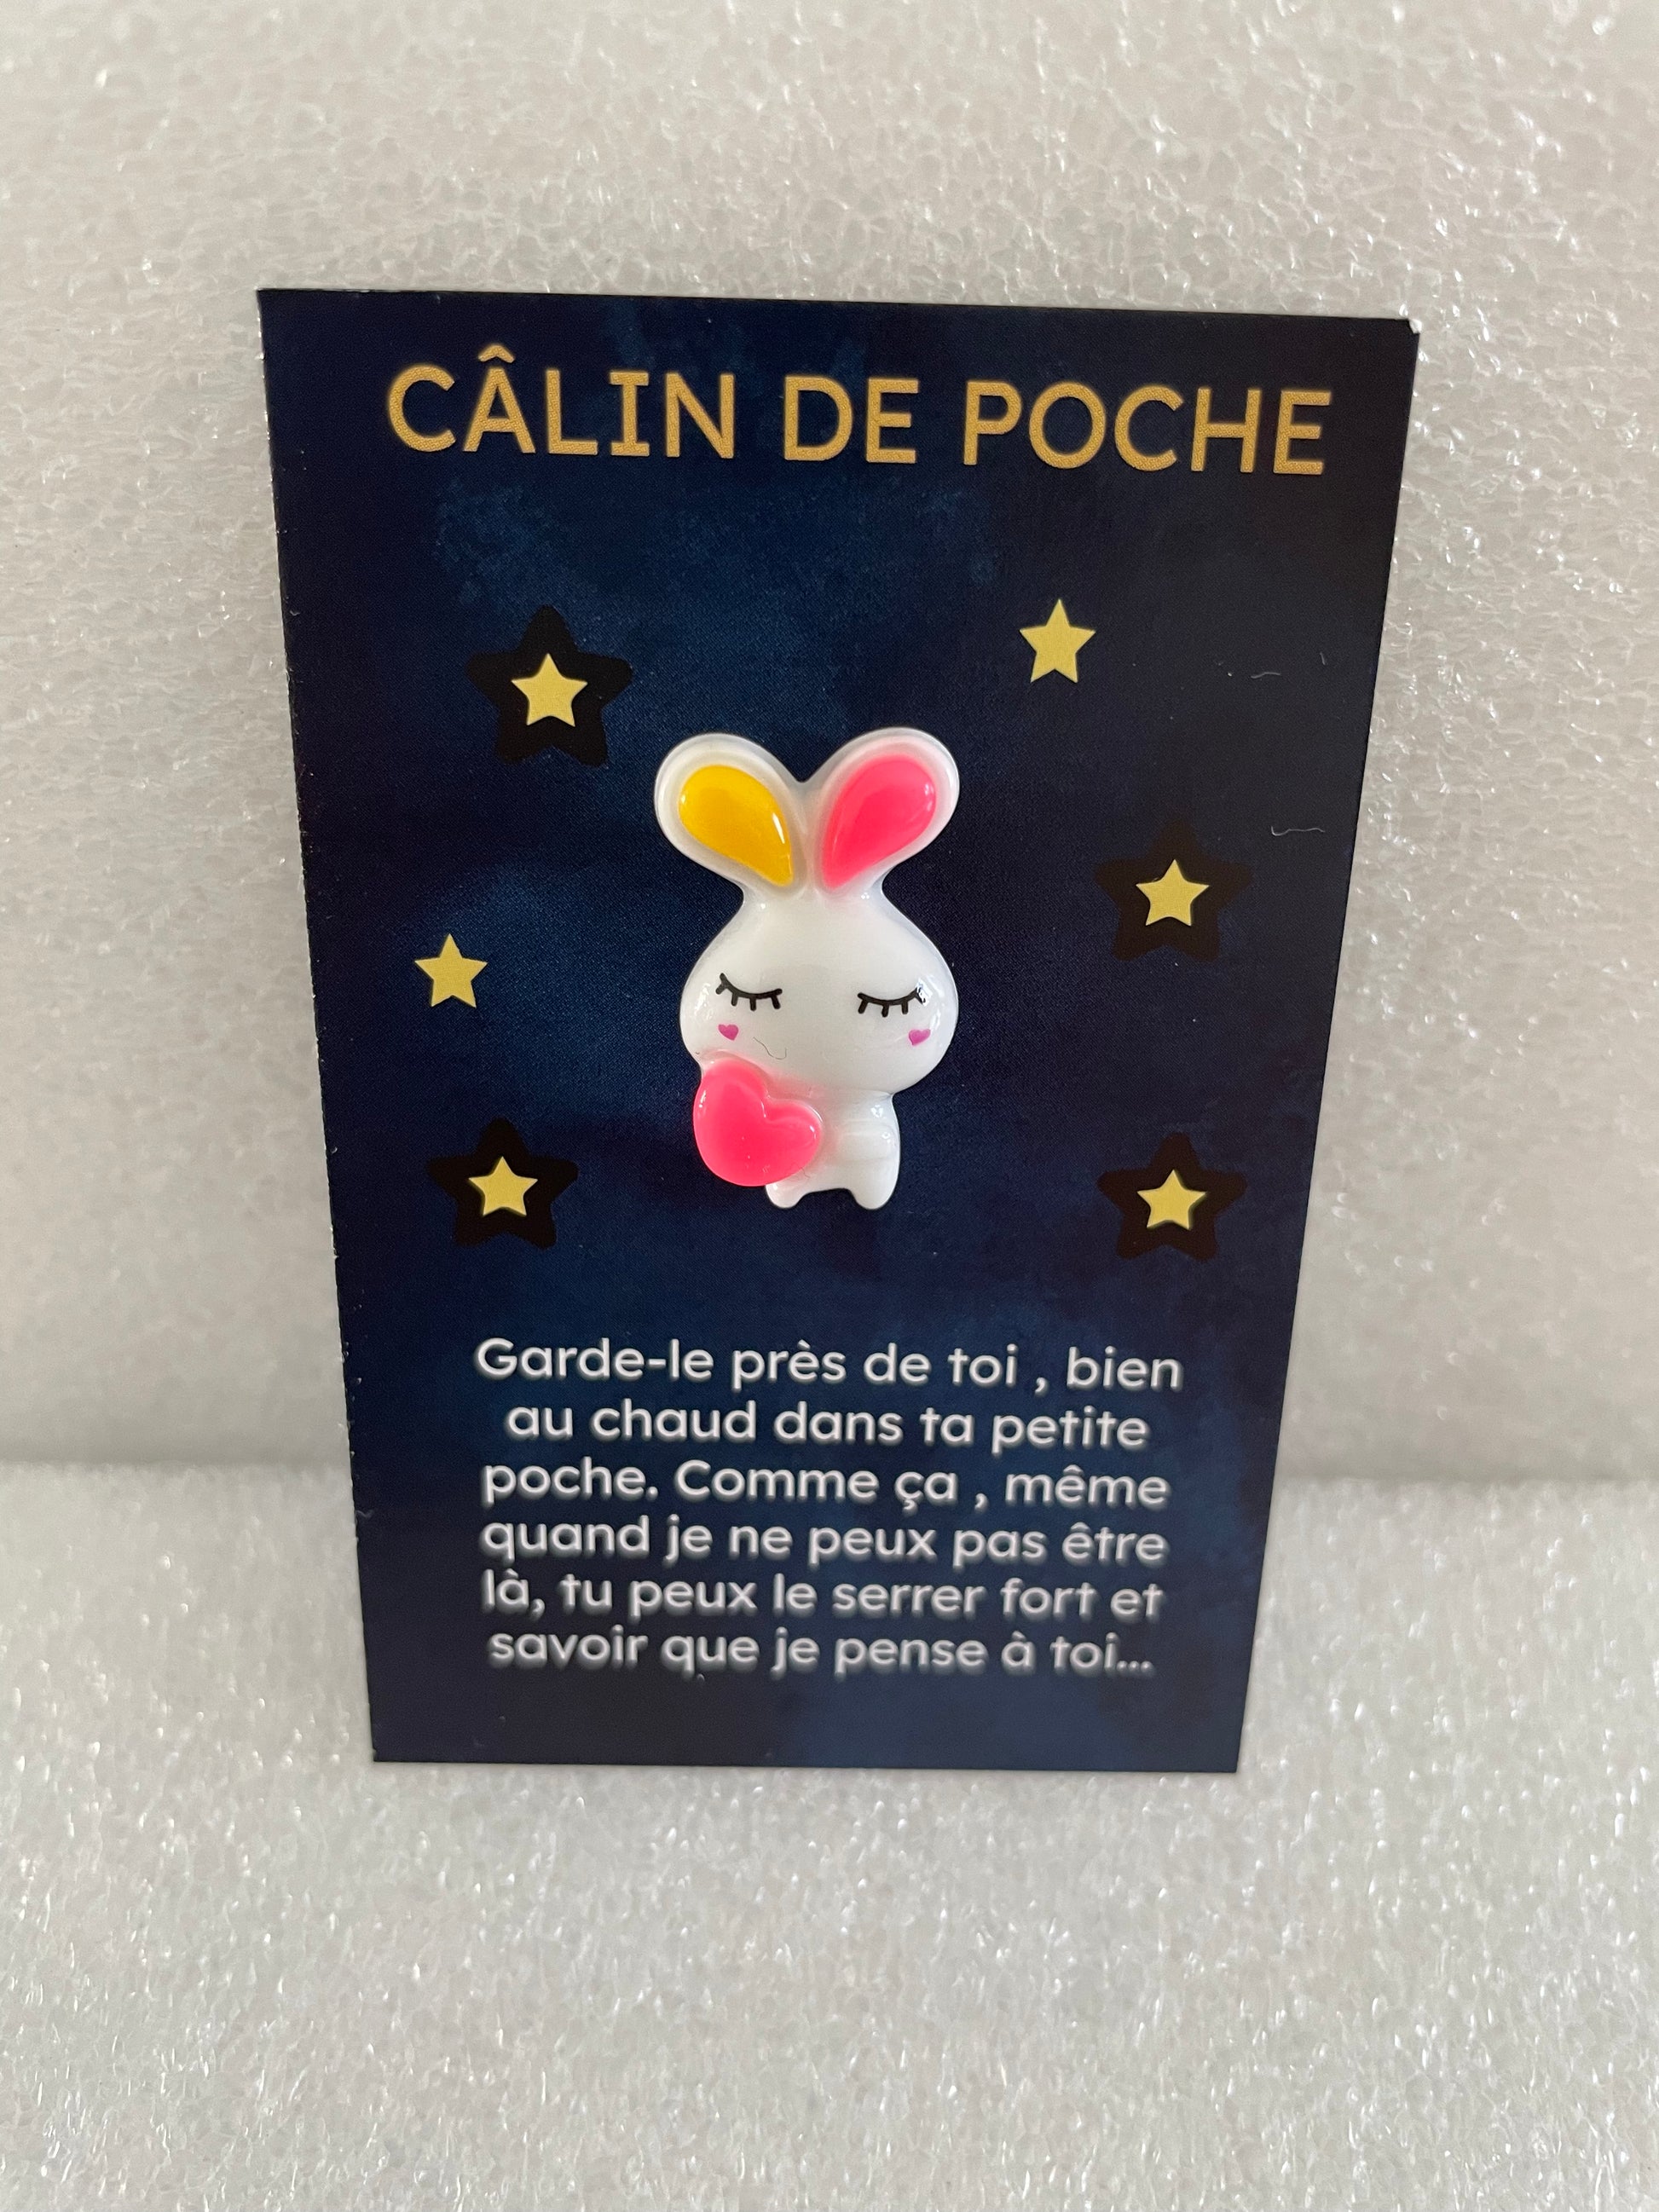 CÂLIN DE POCHE
Garde-le près de toi , bien
au chaud dans ta petite
poche. Comme ça , même
quand je ne peux pas être
là, tu peux le serrer fort et
savoir que je pense à toi...